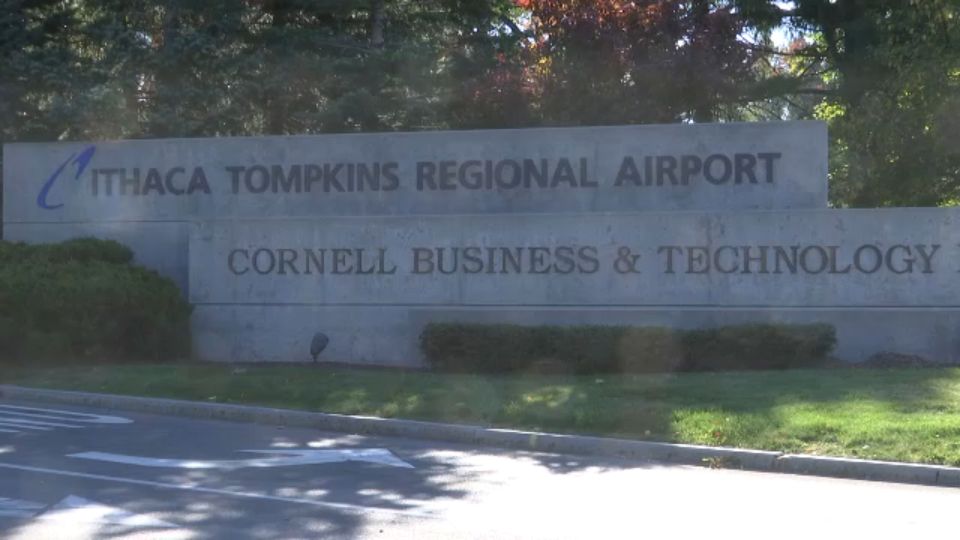 ITHACA TOMPKINS REGIONAL AIRPORT
CORNELL BUSINESS & TECHNOLOGY